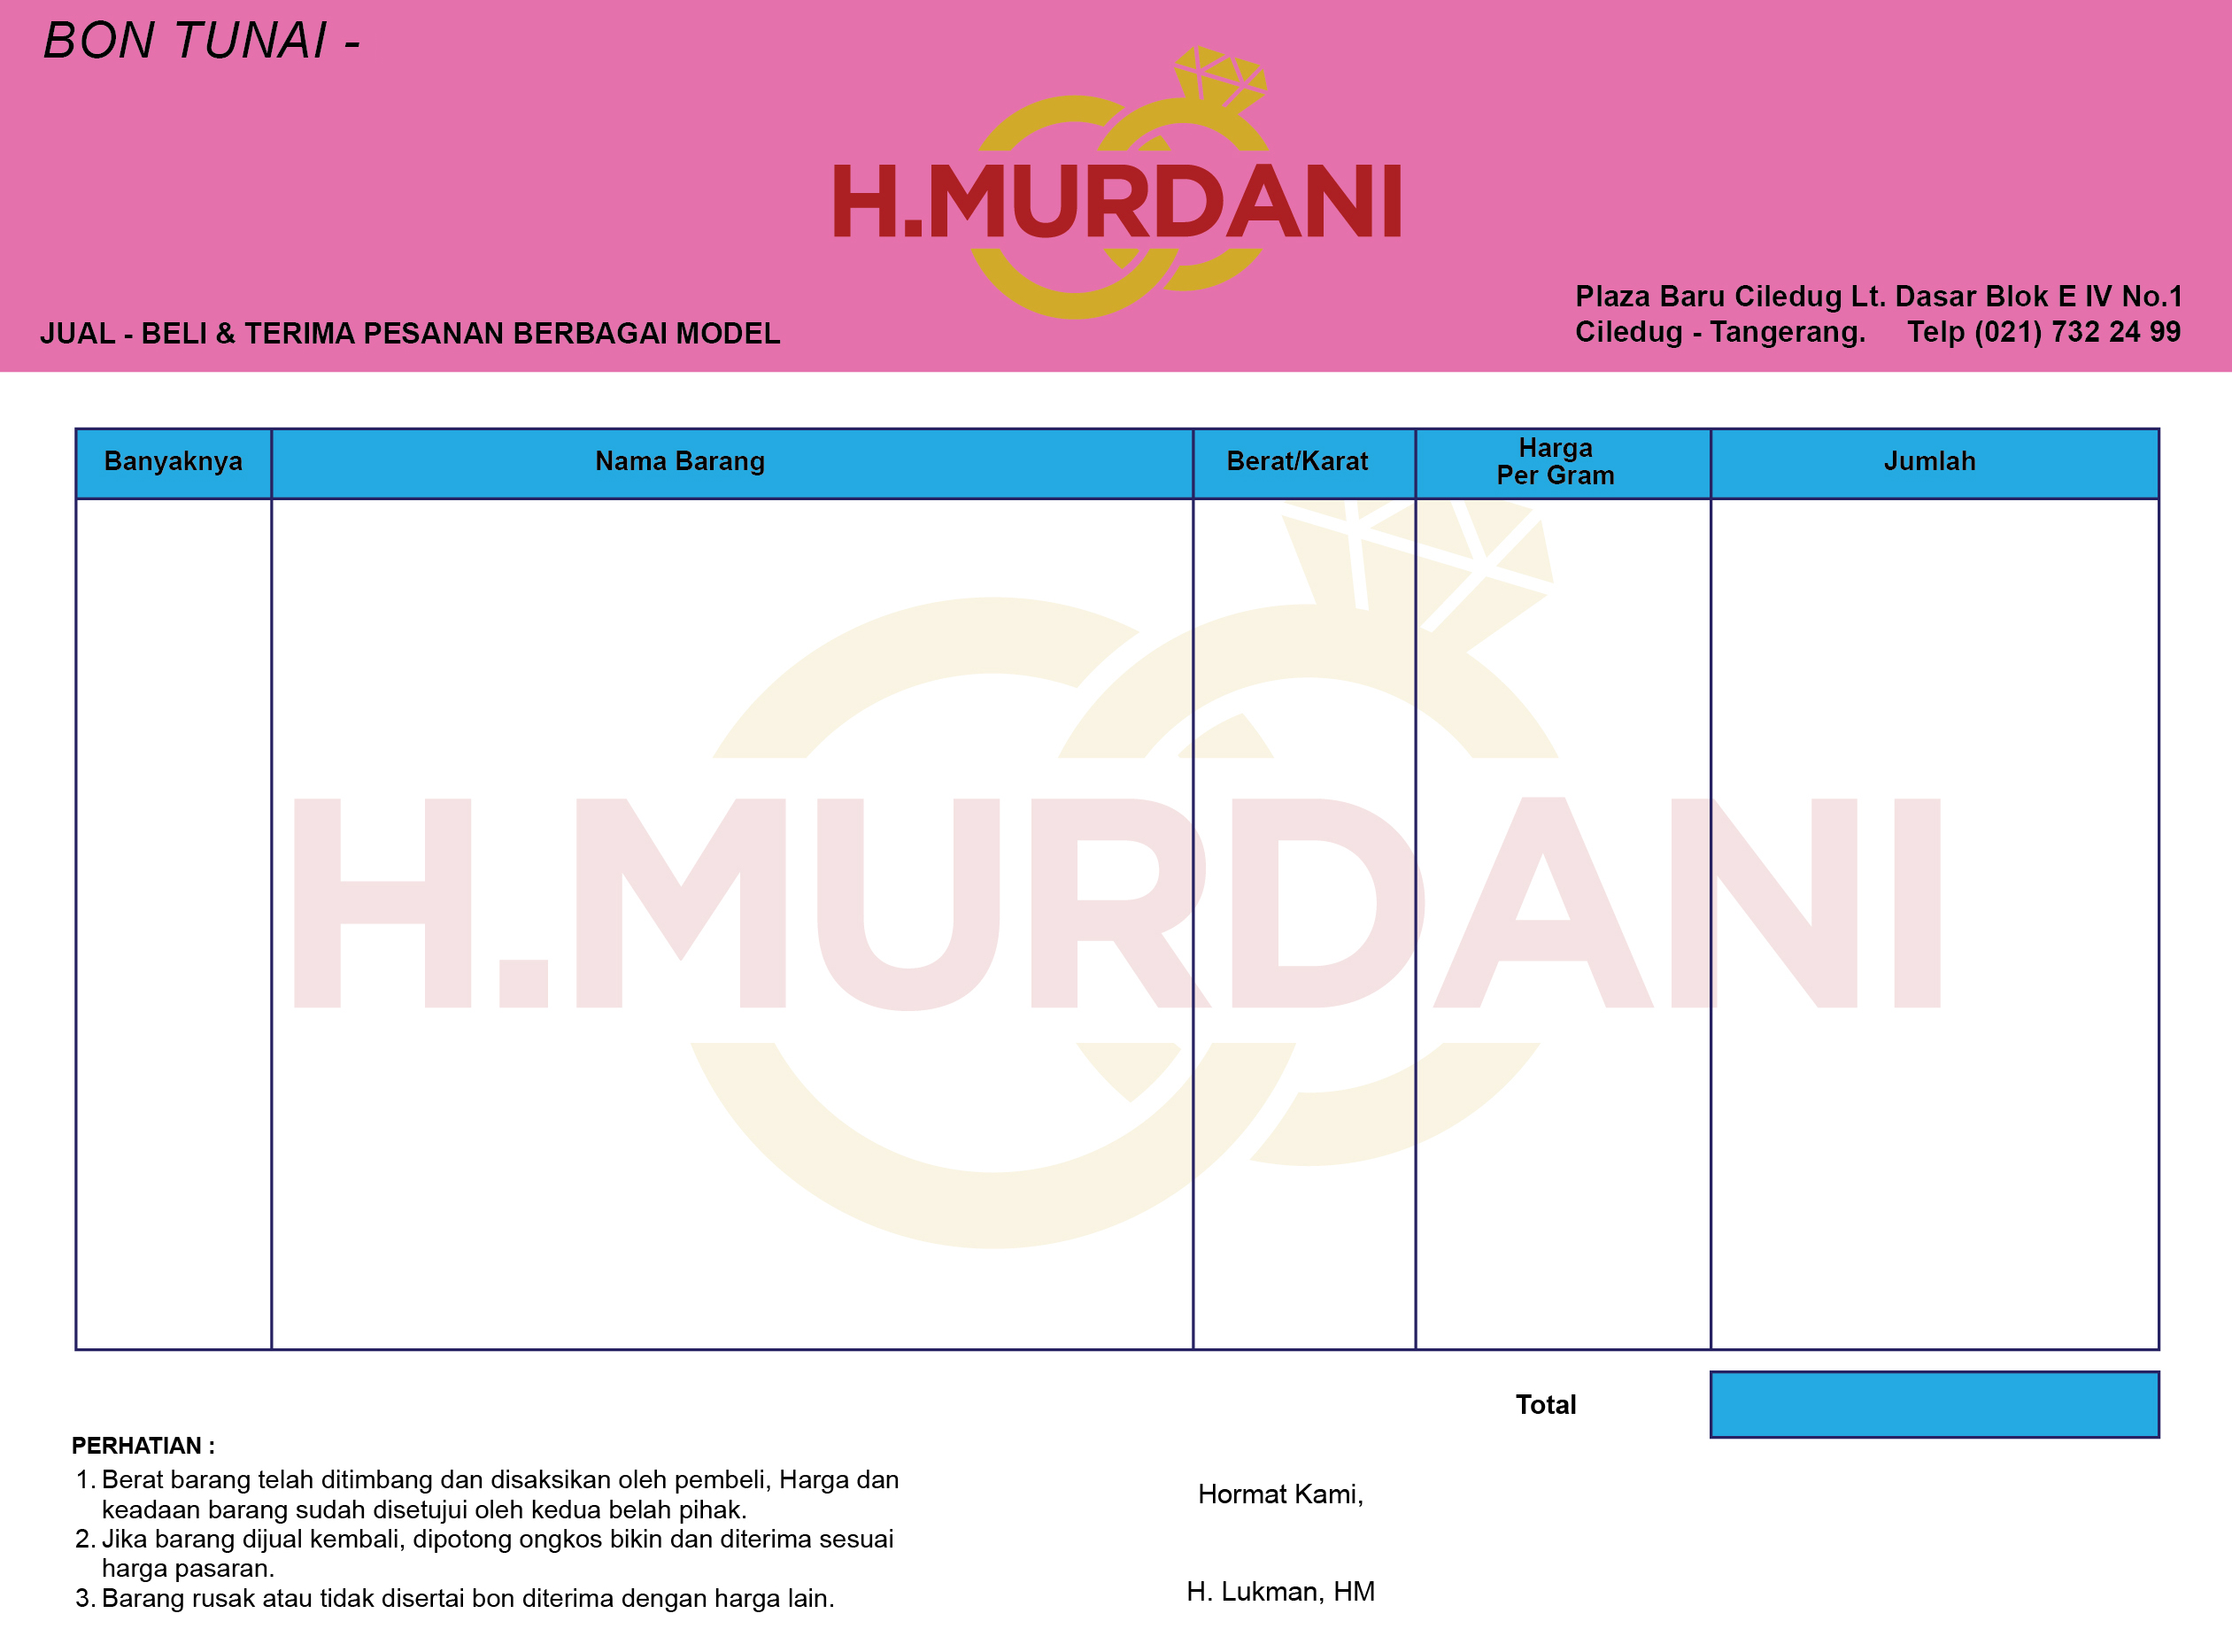 BON TUNAI -
H.MURDANI
JUAL - BELI & TERIMA PESANAN BERBAGAI MODEL
Plaza Baru Ciledug Lt. Dasar Blok E IV No.1
Ciledug - Tangerang. Telp (021) 732 24 99
Banyaknya
Nama Barang
Berat/Karat
Harga
Per Gram
Jumlah
H.MURDANI
Total
PERHATIAN :
1. Berat barang telah ditimbang dan disaksikan oleh pembeli, Harga dan
keadaan barang sudah disetujui oleh kedua belah pihak.
2. Jika barang dijual kembali, dipotong ongkos bikin dan diterima sesuai
harga pasaran.
3. Barang rusak atau tidak disertai bon diterima dengan harga lain.
Hormat Kami,
H. Lukman, HM